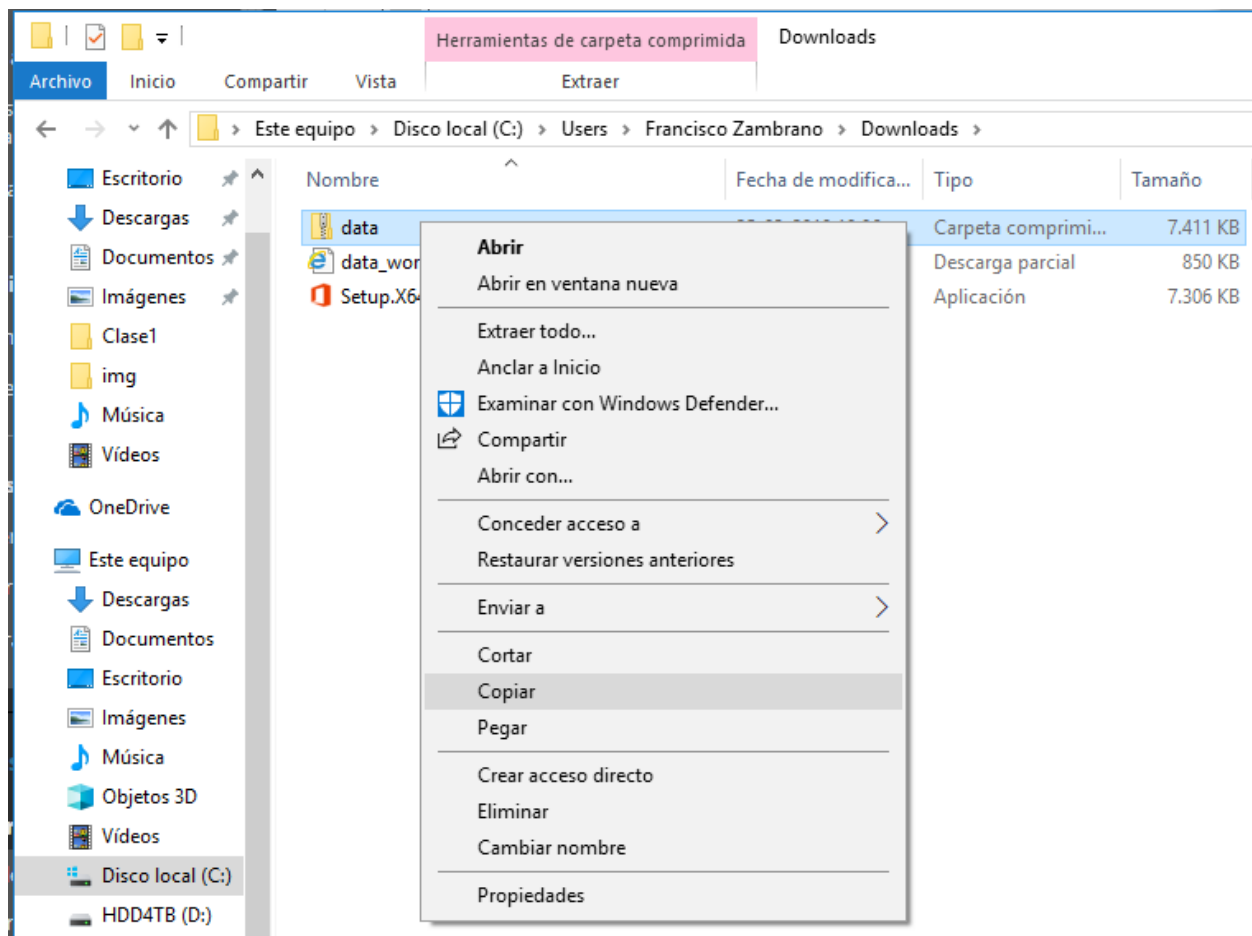 Herramientas de carpeta comprimida Downloads
Archivo Inicio Compartir Vista Extraer
Este equipo > Disco local (C:) > Users > Francisco Zambrano > Downloads >
Escritorio
Descargas
Documentos
Imágenes
Clase1
img
Música
Vídeos
OneDrive
Este equipo
Descargas
Documentos
Escritorio
Imágenes
Música
Objetos 3D
Vídeos
Disco local (C:)
HDD4TB (D:)
Nombre Fecha de modifica... Tipo Tamaño
data Carpeta comprimi... 7.411 KB
data_wor Descarga parcial 850 KB
Setup.X64 Aplicación 7.306 KB
Abrir
Abrir en ventana nueva
Extraer todo...
Anclar a Inicio
Examinar con Windows Defender...
Compartir
Abrir con...
Conceder acceso a
Restaurar versiones anteriores
Enviar a
Cortar
Copiar
Pegar
Crear acceso directo
Eliminar
Cambiar nombre
Propiedades